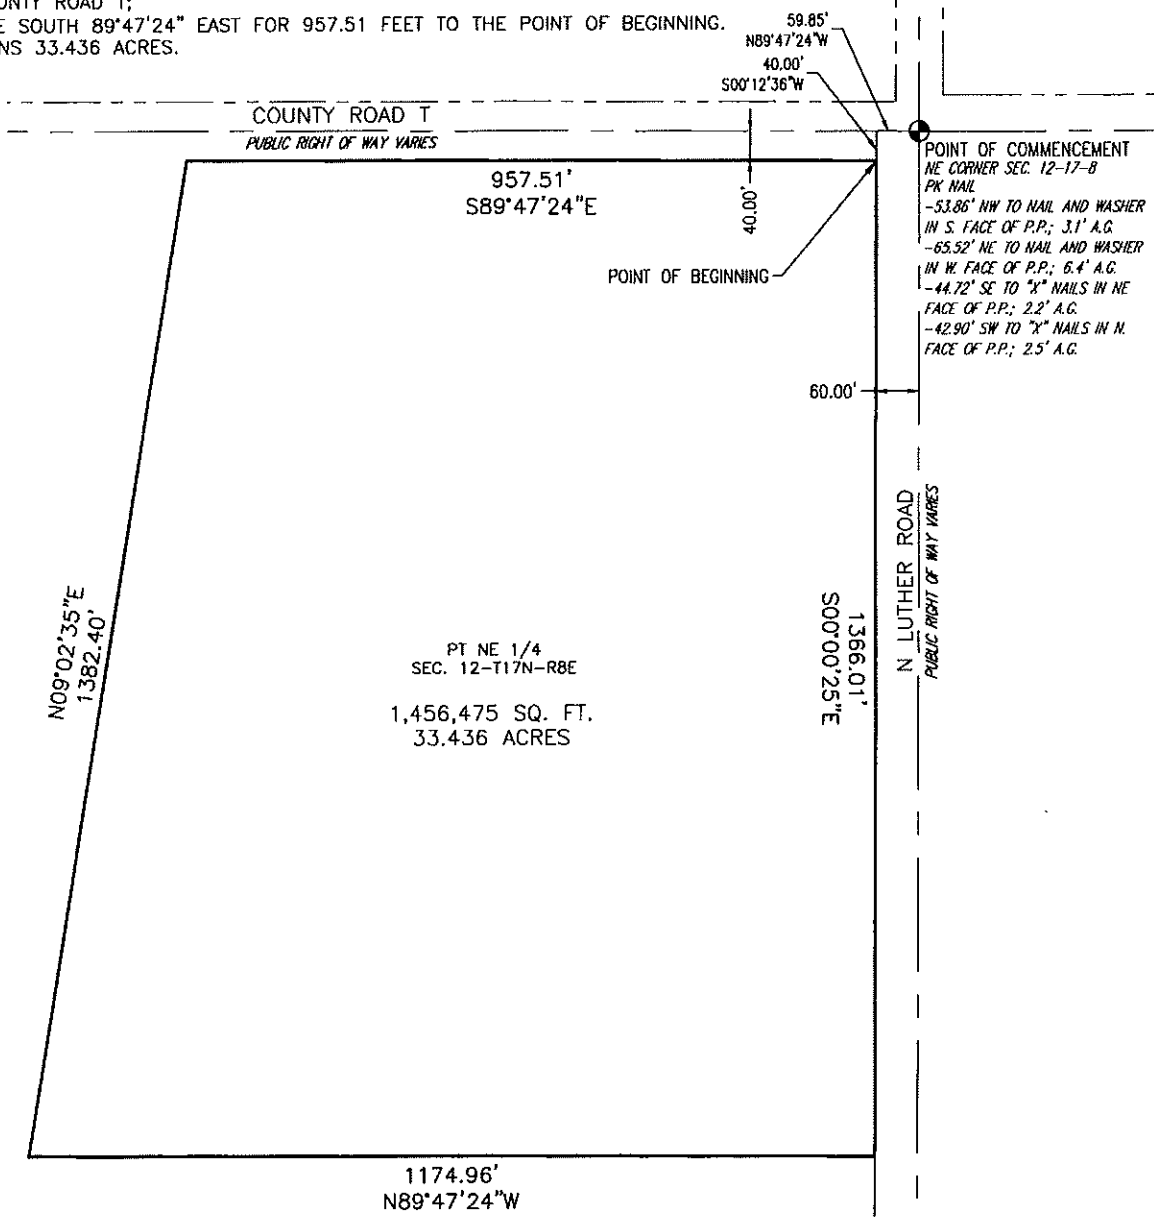 COUNTY ROAD T;
SOUTH 89°47'24" EAST FOR 957.51 FEET TO THE POINT OF BEGINNING.
33.436 ACRES.
59.85'
N89°47'24"W
40.00'
S00°12'36"W
COUNTY ROAD T
PUBLIC RIGHT OF WAY VARIES
957.51'
S89°47'24"E
40.00'
POINT OF BEGINNING
POINT OF COMMENCEMENT
NE CORNER SEC. 12-17-8
PK NAIL
-53.86' NW TO NAIL AND WASHER
IN S. FACE OF P.P.; 3.1' A.G.
-65.52' NE TO NAIL AND WASHER
IN W. FACE OF P.P.; 6.4' A.G.
-44.72' SE TO "X" NAILS IN NE
FACE OF P.P.; 2.2' A.G.
-42.90' SW TO "X" NAILS IN N.
FACE OF P.P.; 2.5' A.G.
60.00'
N LUTHER ROAD
PUBLIC RIGHT OF WAY VARIES
N09°02'35"E
1382.40'
1366.01'
S00°00'25"E
PT NE 1/4
SEC. 12-T17N-R8E
1,456,475 SQ. FT.
33.436 ACRES
1174.96'
N89°47'24"W